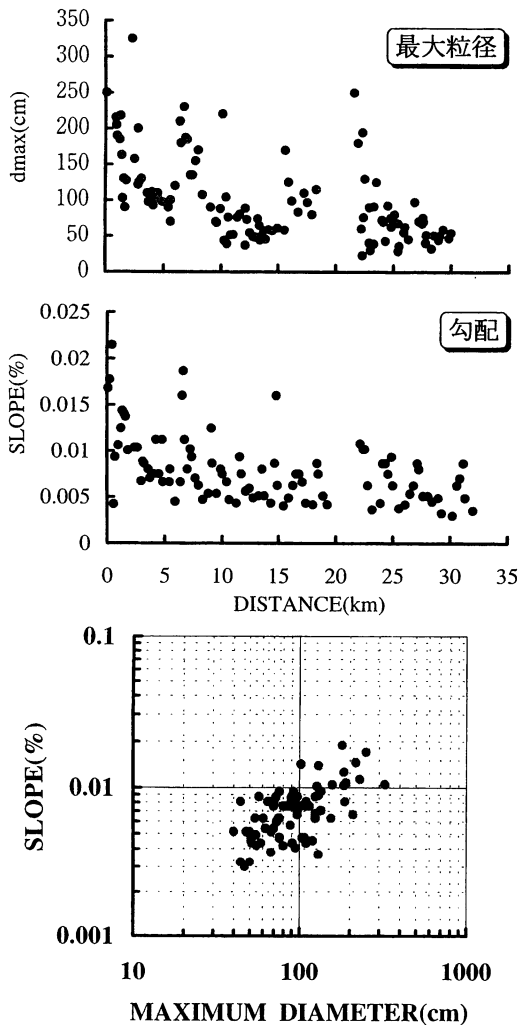 350
300
250
200
150
100
50
0
dmax(cm)
最大粒径
0.025
0.02
0.015
0.01
0.005
0
SLOPE(%)
勾配
0 5 10 15 20 25 30 35
DISTANCE(km)
0.1
0.01
0.001
SLOPE(%)
10 100 1000
MAXIMUM DIAMETER(cm)